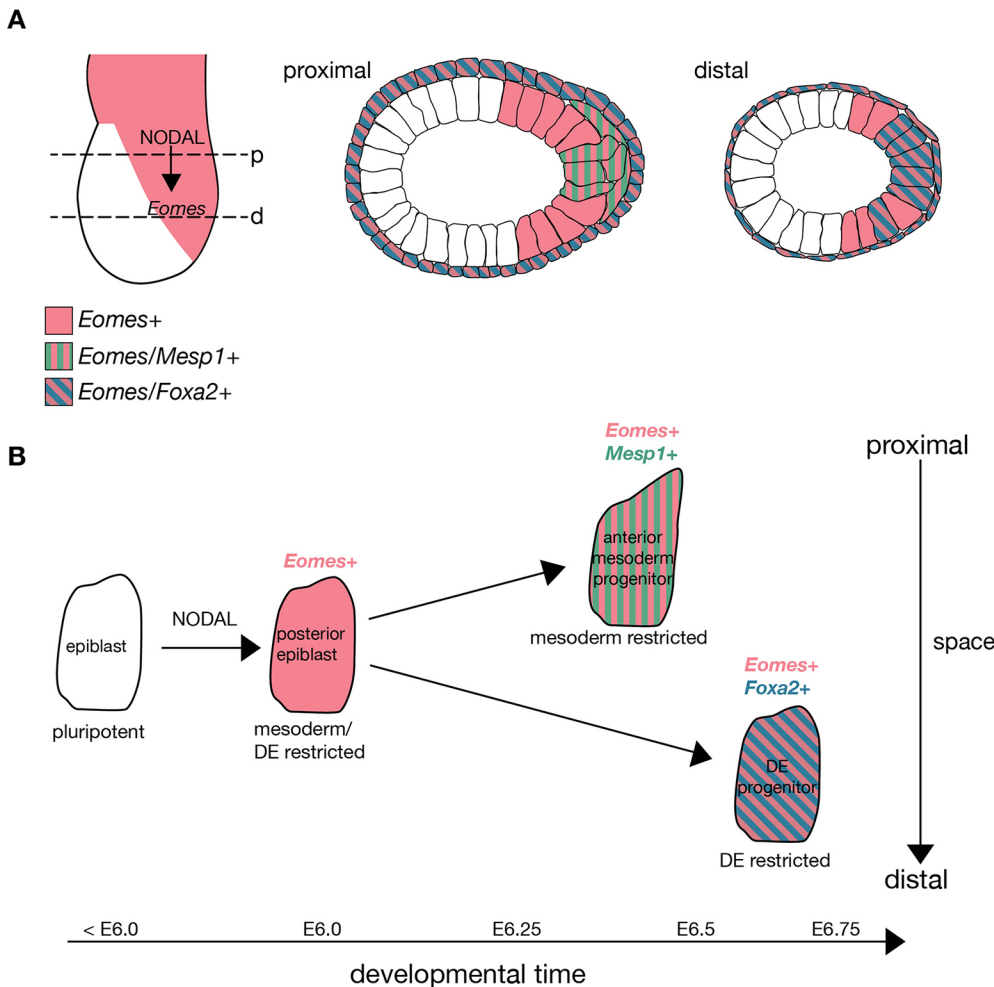 A
proximal
distal
NODAL
p
Eomes
d
Eomes+
Eomes/Mesp1+
Eomes/Foxa2+
B
Eomes+
Mesp1+
proximal
anterior
mesoderm
progenitor
Eomes+
NODAL
epiblast
posterior
epiblast
mesoderm restricted
space
Eomes+
Foxa2+
pluripotent
mesoderm/
DE restricted
DE
progenitor
DE restricted
distal
< E6.0 E6.0 E6.25 E6.5 E6.75
developmental time